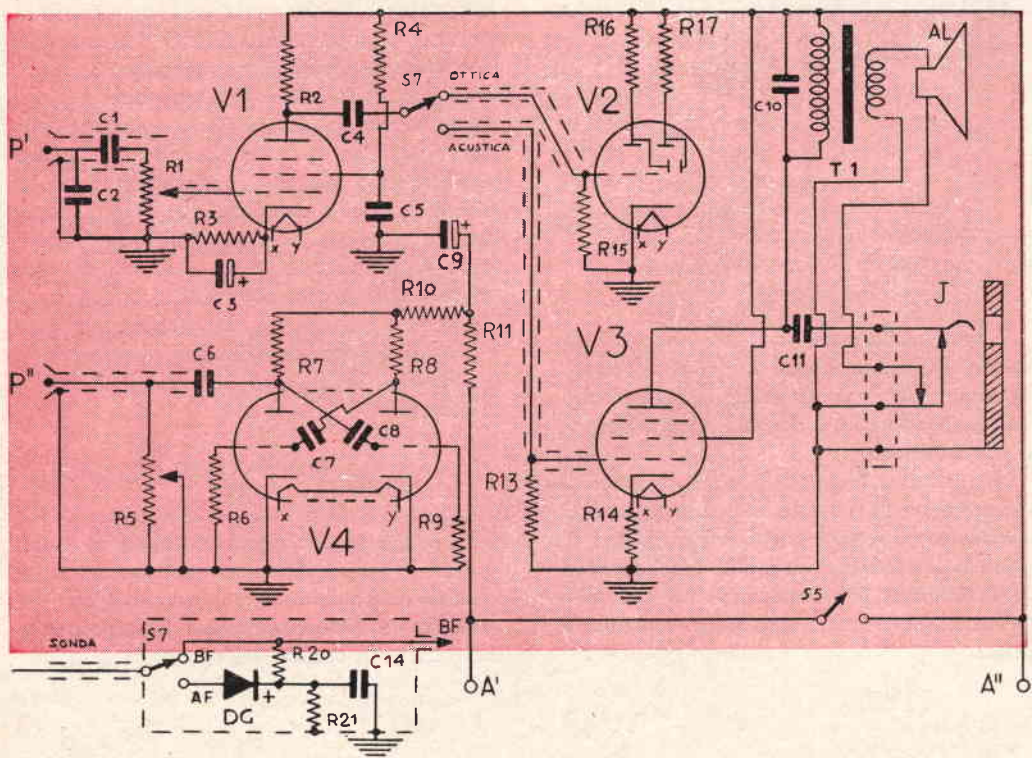 R4
R16
R17
AL
S7
OTTICA
V1
R2
C4
V2
C10
ACUSTICA
C1
P'
R1
T1
C2
C5
R3
x y
R15
x y
C9
+
C3
+
R10
J
R11
V3
C11
C6
R7
R8
P"
C8
C7
R13
R5
R6
x
y
R9
R14
x y
V4
S5
SONDA
S7
BF
BF
R20
C14
AF
+
DG
R21
A'
A"